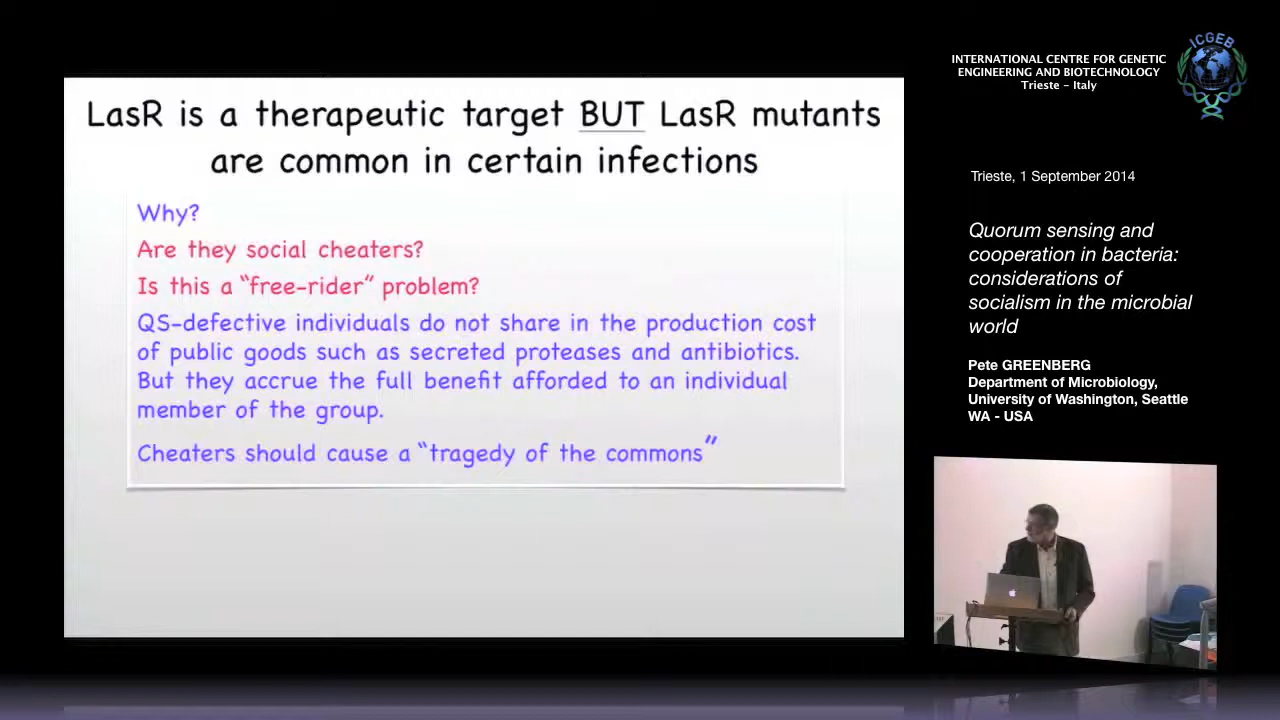 LasR is a therapeutic target BUT LasR mutants
are common in certain infections
Why?
Are they social cheaters?
Is this a “free-rider” problem?
QS-defective individuals do not share in the production cost
of public goods such as secreted proteases and antibiotics.
But they accrue the full benefit afforded to an individual
member of the group.
Cheaters should cause a “tragedy of the commons”
INTERNATIONAL CENTRE FOR GENETIC
ENGINEERING AND BIOTECHNOLOGY
Trieste - Italy
ICGEB
Trieste, 1 September 2014
Quorum sensing and
cooperation in bacteria:
considerations of
socialism in the microbial
world
Pete GREENBERG
Department of Microbiology,
University of Washington, Seattle
WA - USA